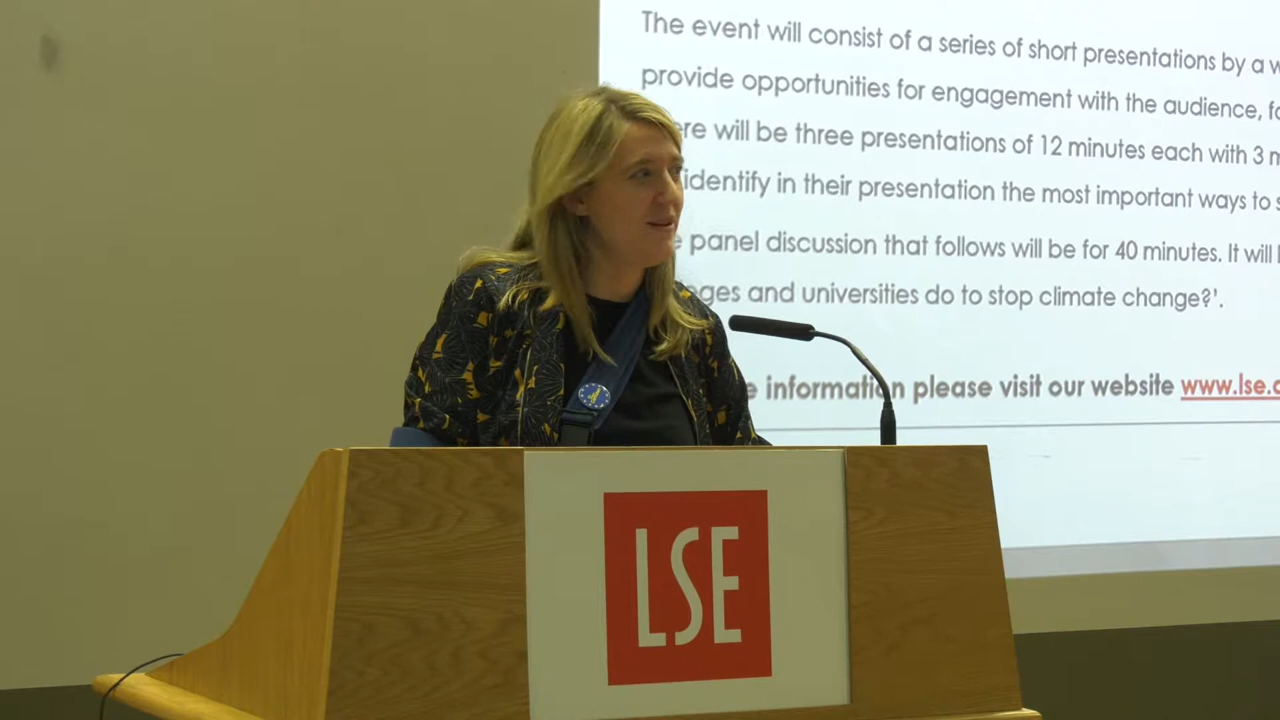 The event will consist of a series of short presentations by a
provide opportunities for engagement with the audience,
will be three presentations of 12 minutes each with 3
identify in their presentation the most important ways to
panel discussion that follows will be for 40 minutes. It will
and universities do to stop climate change?'.
information please visit our website www.lse.
LSE